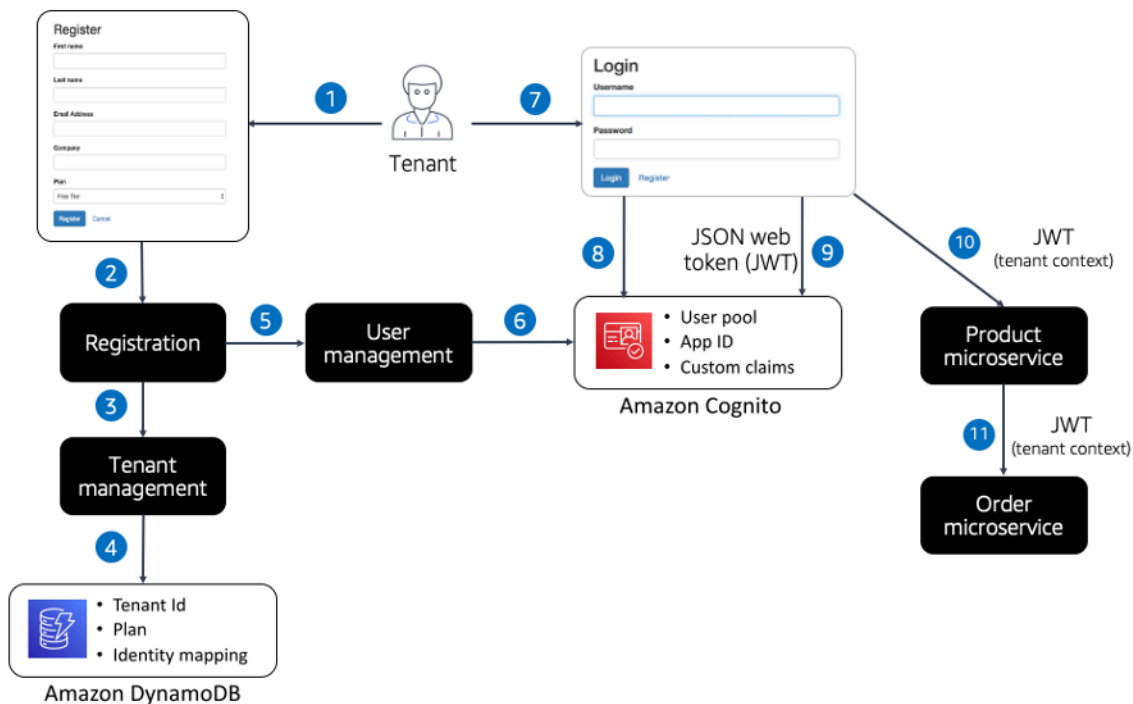 Register
First name
Last name
Email Address
Company
Plan
Free Tier
Register Cancel
1
Tenant
7
Login
Username
Password
Login Register
2
8
JSON web
token (JWT)
9
10
JWT
(tenant context)
Registration
5
User
management
6
• User pool
• App ID
• Custom claims
Amazon Cognito
Product
microservice
3
11
JWT
(tenant context)
Tenant
management
Order
microservice
4
• Tenant Id
• Plan
• Identity mapping
Amazon DynamoDB